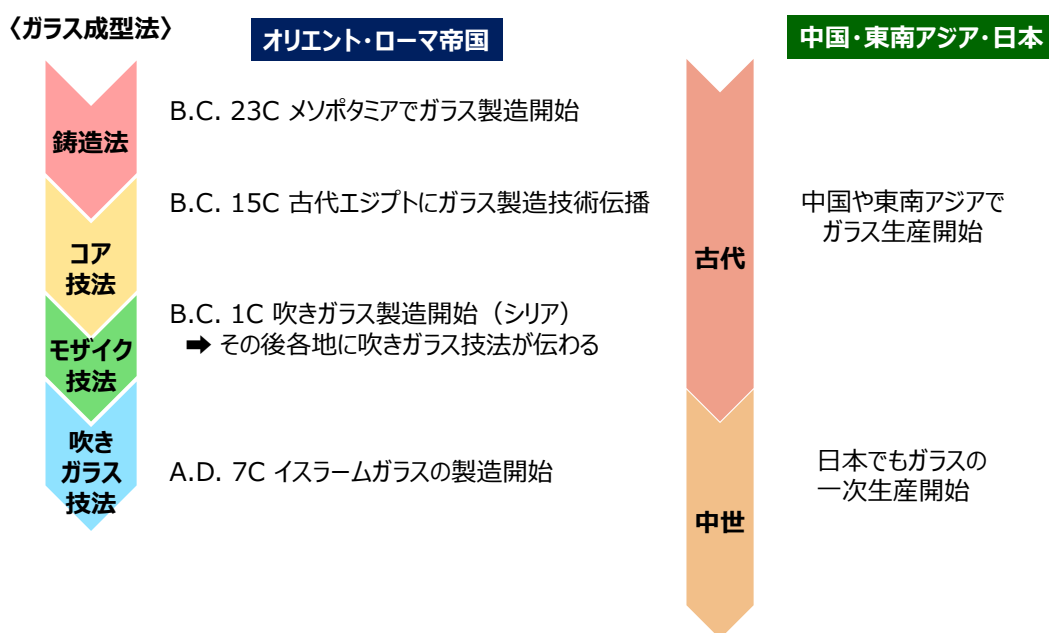 〈ガラス成型法〉
オリエント・ローマ帝国
中国・東南アジア・日本
鋳造法
コア
技法
モザイク
技法
吹き
ガラス
技法
B.C. 23C メソポタミアでガラス製造開始
B.C. 15C 古代エジプトにガラス製造技術伝播
B.C. 1C 吹きガラス製造開始（シリア）
➡ その後各地に吹きガラス技法が伝わる
A.D. 7C イスラームガラスの製造開始
古代
中世
中国や東南アジアで
ガラス生産開始
日本でもガラスの
一次生産開始